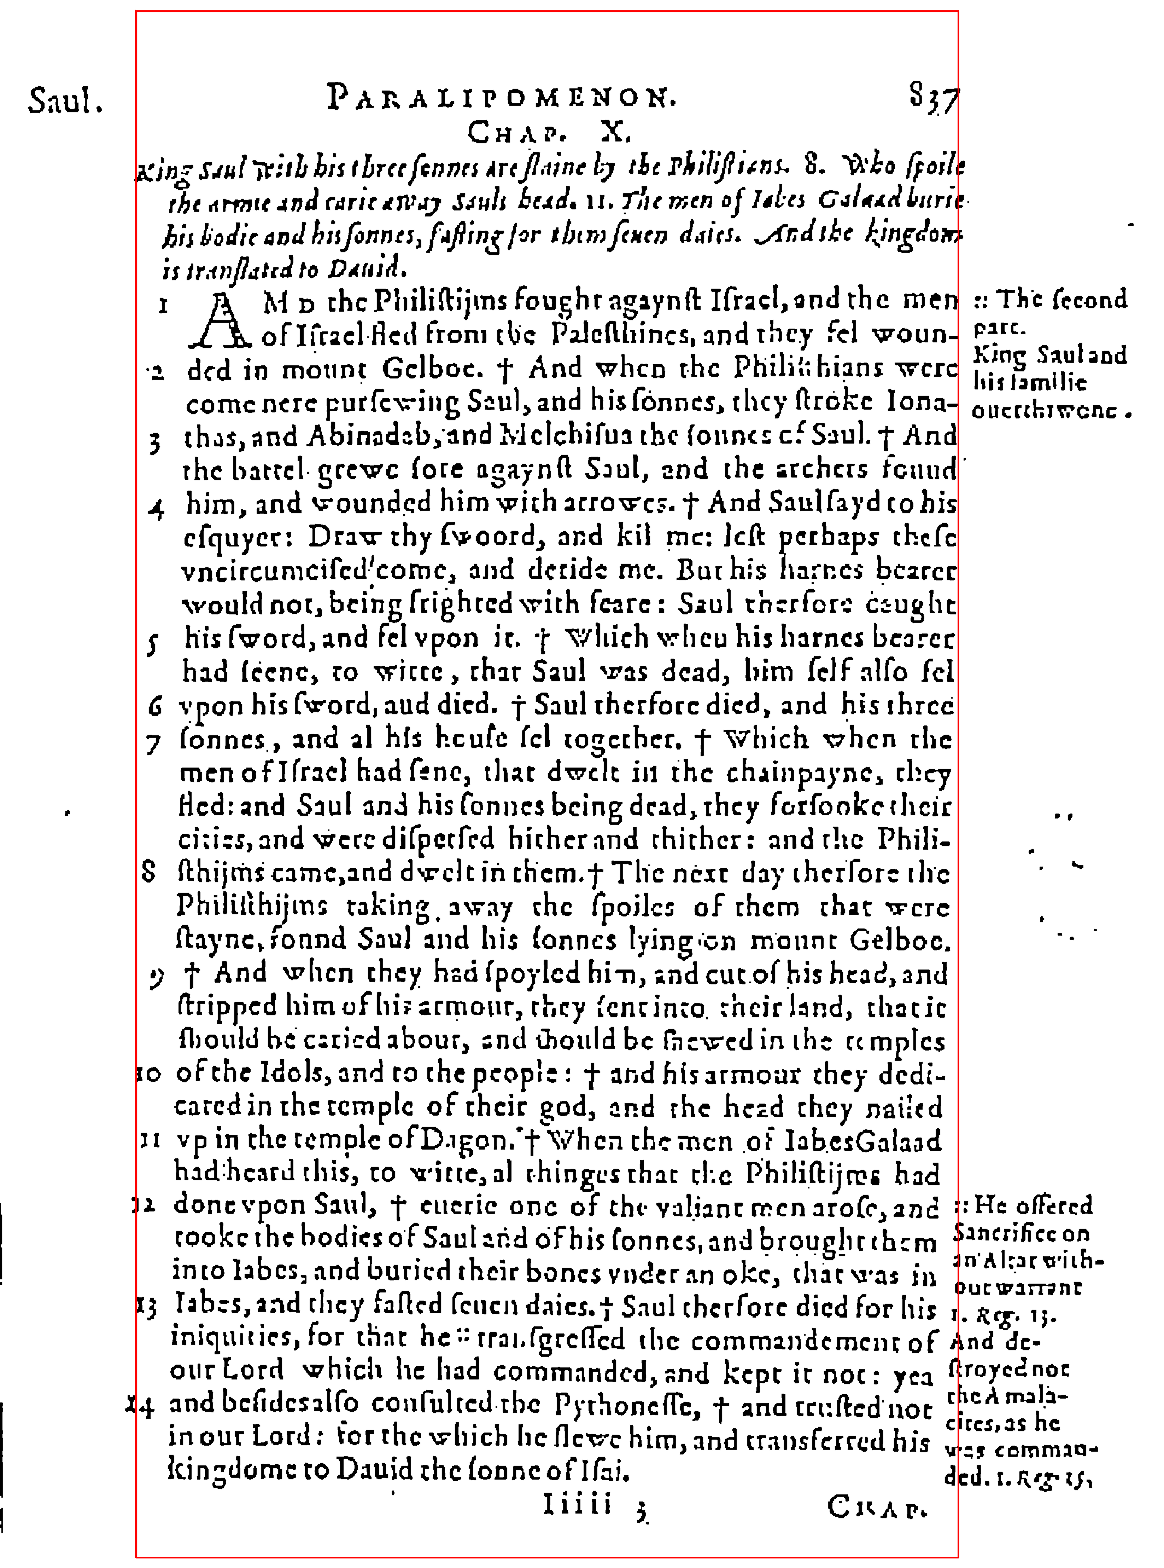 Saul. PARALIPOMENON. 837
CHAP. X.
King Saul with his three sonnes are slaine by the Philistians. 8. Who spoile
the armie and carie away Sauls head. 11. The men of Iabes Galaad burie
his bodie and his sonnes, fasting for them seuen daies. And the kingdom
is translated to Dauid.
1 AMD the Philiſtijms fought agaynſt Iſrael, and the men
of Iſrael fled from the Paleſthines, and they fel woun-
2 ded in mount Gelboe. † And when the Philiſthians were
come nere purſewing Saul, and his ſonnes, they ſtroke Iona-
3 thas, and Abinadab, and Melchiſua the ſonnes of Saul. † And
the battel grewe ſore agaynſt Saul, and the archers found
4 him, and wounded him with arrowes. † And Saul ſayd to his
eſquyer: Draw thy ſwoord, and kil me: leſt perhaps theſe
vncircumciſed come, and deride me. But his harnes bearer
would not, being frighted with feare: Saul therfore caught
5 his ſword, and fel vpon it. † Which wheu his harnes bearer
had ſeene, to witte, that Saul was dead, him ſelf alſo fel
6 vpon his ſword, aud died. † Saul therfore died, and his three
7 ſonnes, and al his houſe fel together. † Which when the
men of Iſrael had ſene, that dwelt in the champayne, they
fled: and Saul and his ſonnes being dead, they forſooke their
cities, and were diſperſed hither and thither: and the Phili-
8 ſthijms came, and dwelt in them. † The next day therfore the
Philiſthijms taking away the ſpoiles of them that were
ſlayne, fonnd Saul and his ſonnes lying on mount Gelboe.
9 † And when they had ſpoyled him, and cut of his head, and
ſtripped him of his armour, they ſent into their land, that it
ſhould be caried about, and ſhould be ſhewed in the temples
10 of the Idols, and to the people: † and his armour they dedi-
cated in the temple of their god, and the head they nailed
11 vp in the temple of Dagon. † When the men of Iabes Galaad
had heard this, to witte, al thinges that the Philiſtijms had
12 done vpon Saul, † euerie one of the valiant men aroſe, and
tooke the bodies of Saul and of his ſonnes, and brought them
into Iabes, and buried their bones vnder an oke, that was in
13 Iabes, and they faſted ſeuen daies. † Saul therfore died for his
iniquities, for that he :: tranſgreſſed the commandement of
our Lord which he had commanded, and kept it not: yea
14 and beſides alſo conſulted the Pythoneſſe, † and truſted not
in our Lord: for the which he ſlewe him, and transferred his
kingdome to Dauid the ſonne of Iſai.
Iiiii 3 CHAP.
:: The ſecond
part.
King Saul and
his familie
ouerthrwone.
:: He offered
Sancrifice on
an Altar with-
out warrant
1. Reg. 13.
And de-
ſtroyed not
the Amala-
cites, as he
was comman-
ded. 1. Reg. 15.